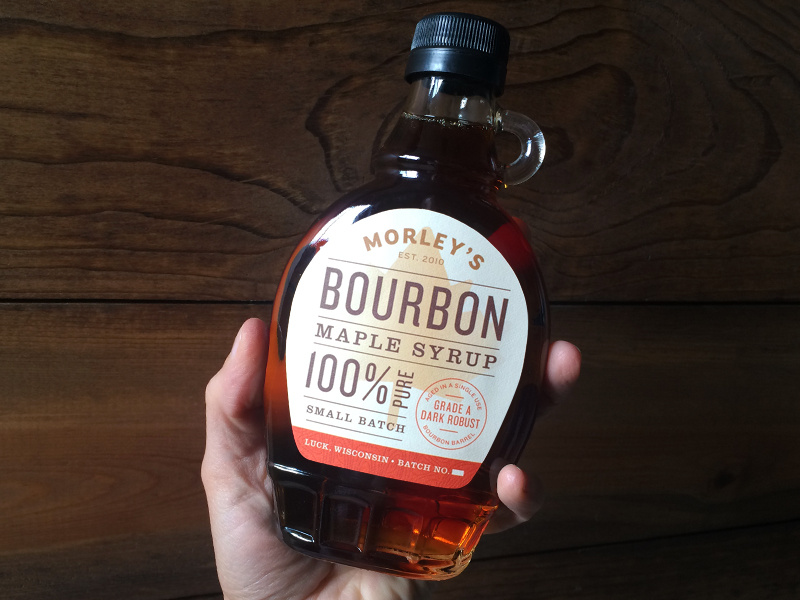 MORLEY'S
EST. 2010
BOURBON
MAPLE SYRUP
100% PURE
SMALL BATCH
AGED IN A SINGLE USE
GRADE A
DARK ROBUST
BOURBON BARREL
LUCK, WISCONSIN • BATCH NO.